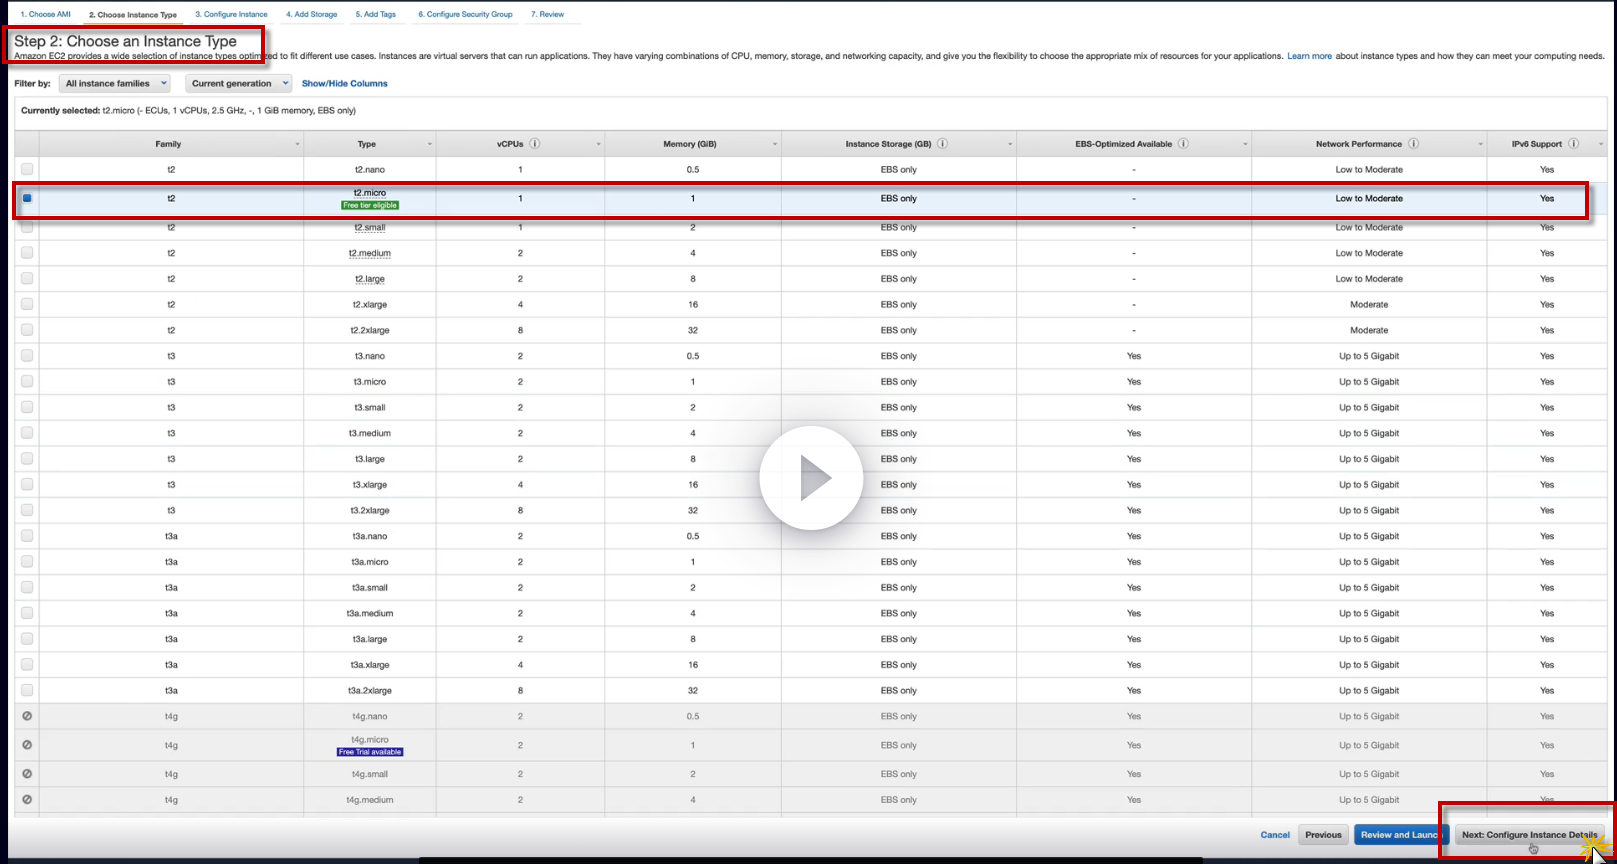 1. Choose AMI 2. Choose Instance Type 3. Configure Instance 4. Add Storage 5. Add Tags 6. Configure Security Group 7. Review
Step 2: Choose an Instance Type
Amazon EC2 provides a wide selection of instance types optimized to fit different use cases. Instances are virtual servers that can run applications. They have varying combinations of CPU, memory, storage, and networking capacity, and give you the flexibility to choose the appropriate mix of resources for your applications. Learn more about instance types and how they can meet your computing needs.
Filter by: All instance families Current generation Show/Hide Columns
Currently selected: t2.micro (- ECUs, 1 vCPUs, 2.5 GHz, -, 1 GiB memory, EBS only)
Family Type vCPUs Memory (GiB) Instance Storage (GB) EBS-Optimized Available Network Performance IPv6 Support
t2 t2.nano 1 0.5 EBS only - Low to Moderate Yes
t2 t2.micro 1 1 EBS only - Low to Moderate Yes
Free tier eligible
t2 t2.small 1 2 EBS only - Low to Moderate Yes
t2 t2.medium 2 4 EBS only - Low to Moderate Yes
t2 t2.large 2 8 EBS only - Low to Moderate Yes
t2 t2.xlarge 4 16 EBS only - Moderate Yes
t2 t2.2xlarge 8 32 EBS only - Moderate Yes
t3 t3.nano 2 0.5 EBS only Yes Up to 5 Gigabit Yes
t3 t3.micro 2 1 EBS only Yes Up to 5 Gigabit Yes
t3 t3.small 2 2 EBS only Yes Up to 5 Gigabit Yes
t3 t3.medium 2 4 EBS only Yes Up to 5 Gigabit Yes
t3 t3.large 2 8 EBS only Yes Up to 5 Gigabit Yes
t3 t3.xlarge 4 16 EBS only Yes Up to 5 Gigabit Yes
t3 t3.2xlarge 8 32 EBS only Yes Up to 5 Gigabit Yes
t3a t3a.nano 2 0.5 EBS only Yes Up to 5 Gigabit Yes
t3a t3a.micro 2 1 EBS only Yes Up to 5 Gigabit Yes
t3a t3a.small 2 2 EBS only Yes Up to 5 Gigabit Yes
t3a t3a.medium 2 4 EBS only Yes Up to 5 Gigabit Yes
t3a t3a.large 2 8 EBS only Yes Up to 5 Gigabit Yes
t3a t3a.xlarge 4 16 EBS only Yes Up to 5 Gigabit Yes
t3a t3a.2xlarge 8 32 EBS only Yes Up to 5 Gigabit Yes
t4g t4g.nano 2 0.5 EBS only Yes Up to 5 Gigabit Yes
t4g t4g.micro 2 1 EBS only Yes Up to 5 Gigabit Yes
Free Trial available
t4g t4g.small 2 2 EBS only Yes Up to 5 Gigabit Yes
t4g t4g.medium 2 4 EBS only Yes Up to 5 Gigabit Yes
Cancel Previous Review and Launch Next: Configure Instance Details